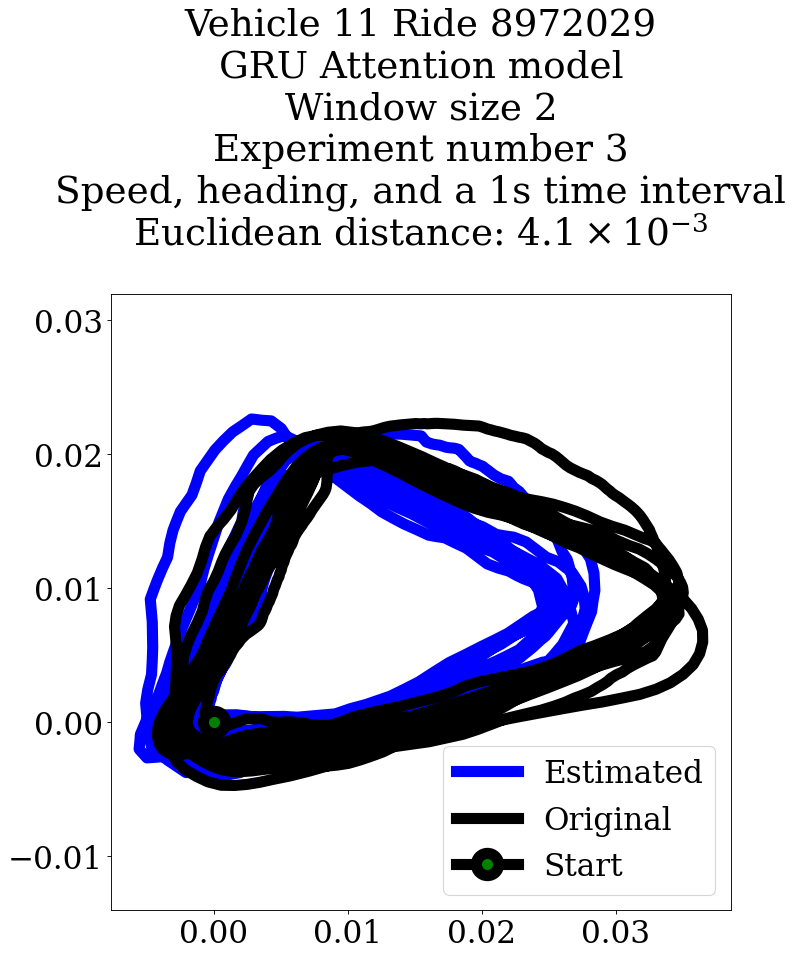 Vehicle 11 Ride 8972029
GRU Attention model
Window size 2
Experiment number 3
Speed, heading, and a 1s time interval
Euclidean distance: 4.1 × 10⁻³
0.03
0.02
0.01
0.00
−0.01
Estimated
Original
Start
0.00 0.01 0.02 0.03